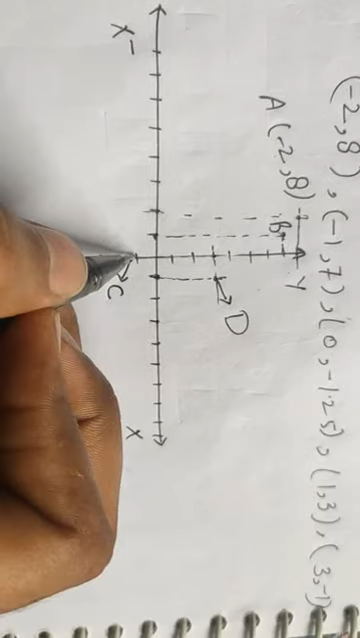 (-2,8), (-1,7), (0,-1.25), (1,3), (3,-1)
A(-2,8)
B
Y
D
C
X-
X